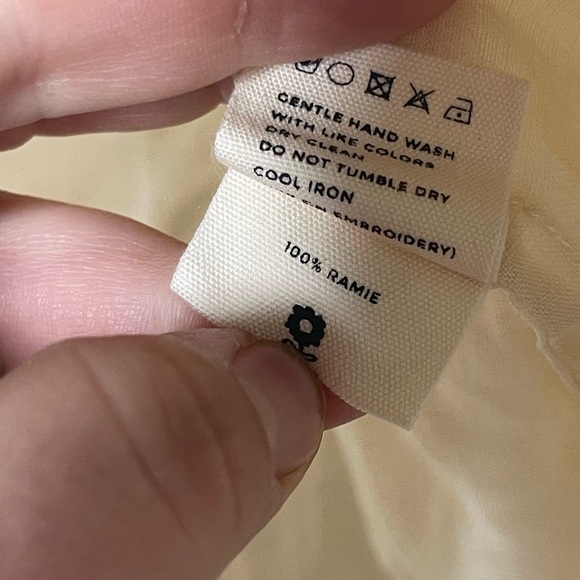 GENTLE HAND WASH
WITH LIKE COLORS
DRY CLEAN
DO NOT TUMBLE DRY
COOL IRON
EMBROIDERY)
100% RAMIE